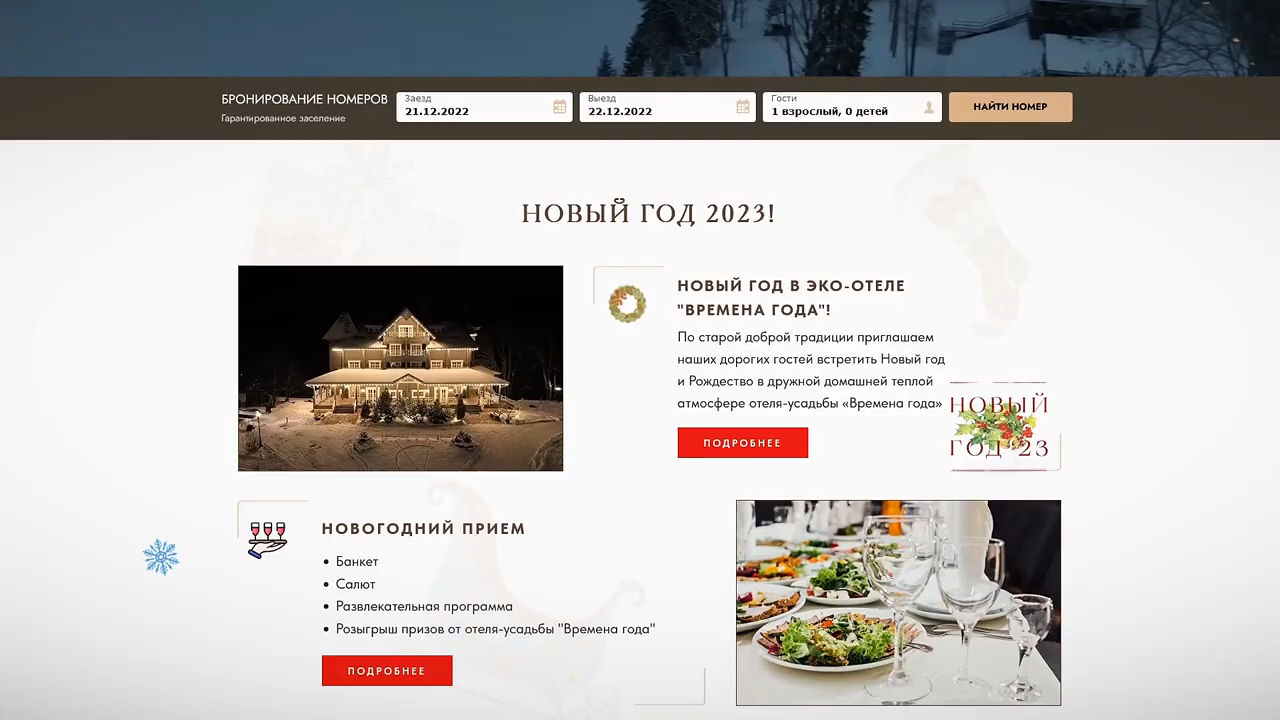 БРОНИРОВАНИЕ НОМЕРОВ
Гарантированное заселение
Заезд
21.12.2022
Выезд
22.12.2022
Гости
1 взрослый, 0 детей
НАЙТИ НОМЕР
НОВЫЙ ГОД 2023!
НОВЫЙ ГОД В ЭКО-ОТЕЛЕ
"ВРЕМЕНА ГОДА"!
По старой доброй традиции приглашаем
наших дорогих гостей встретить Новый год
и Рождество в дружной домашней теплой
атмосфере отеля-усадьбы «Времена года»
ПОДРОБНЕЕ
НОВЫЙ
ГОД '23
НОВОГОДНИЙ ПРИЕМ
• Банкет
• Салют
• Развлекательная программа
• Розыгрыш призов от отеля-усадьбы "Времена года"
ПОДРОБНЕЕ